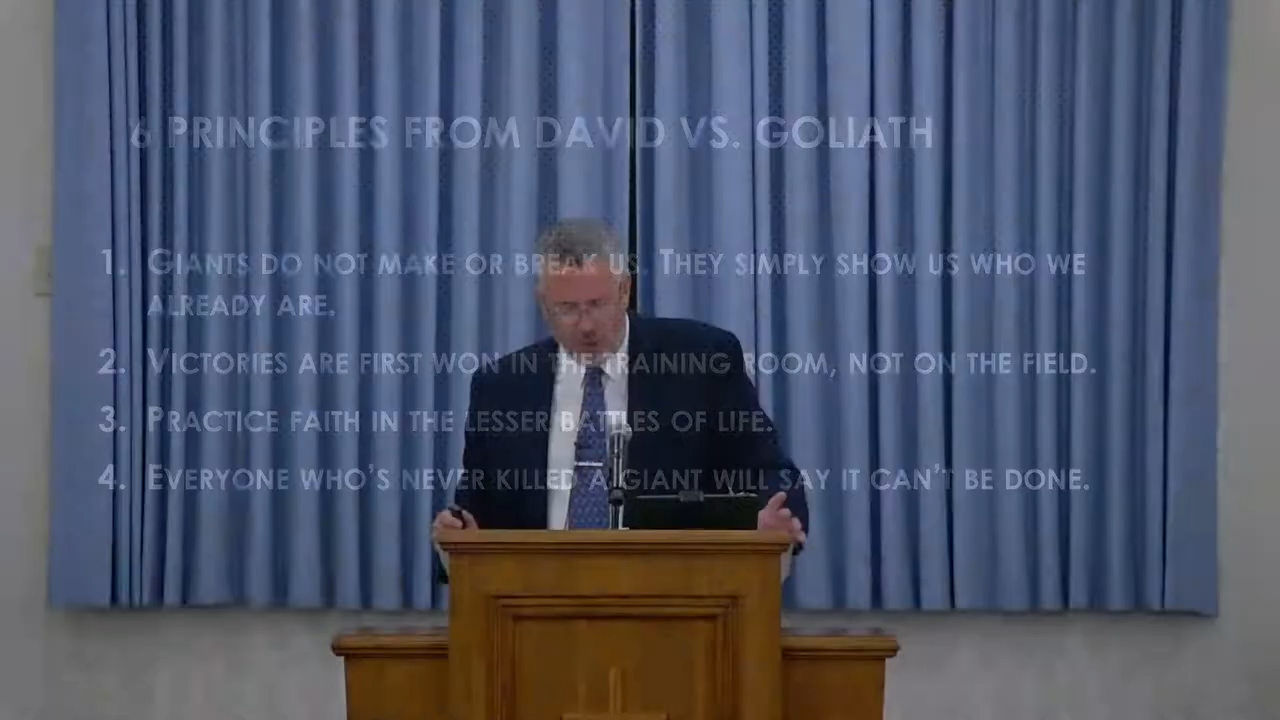 6 PRINCIPLES FROM DAVID VS. GOLIATH
1. GIANTS DO NOT MAKE OR BREAK US. THEY SIMPLY SHOW US WHO WE
ALREADY ARE.
2. VICTORIES ARE FIRST WON IN THE TRAINING ROOM, NOT ON THE FIELD.
3. PRACTICE FAITH IN THE LESSER BATTLES OF LIFE.
4. EVERYONE WHO'S NEVER KILLED A GIANT WILL SAY IT CAN'T BE DONE.